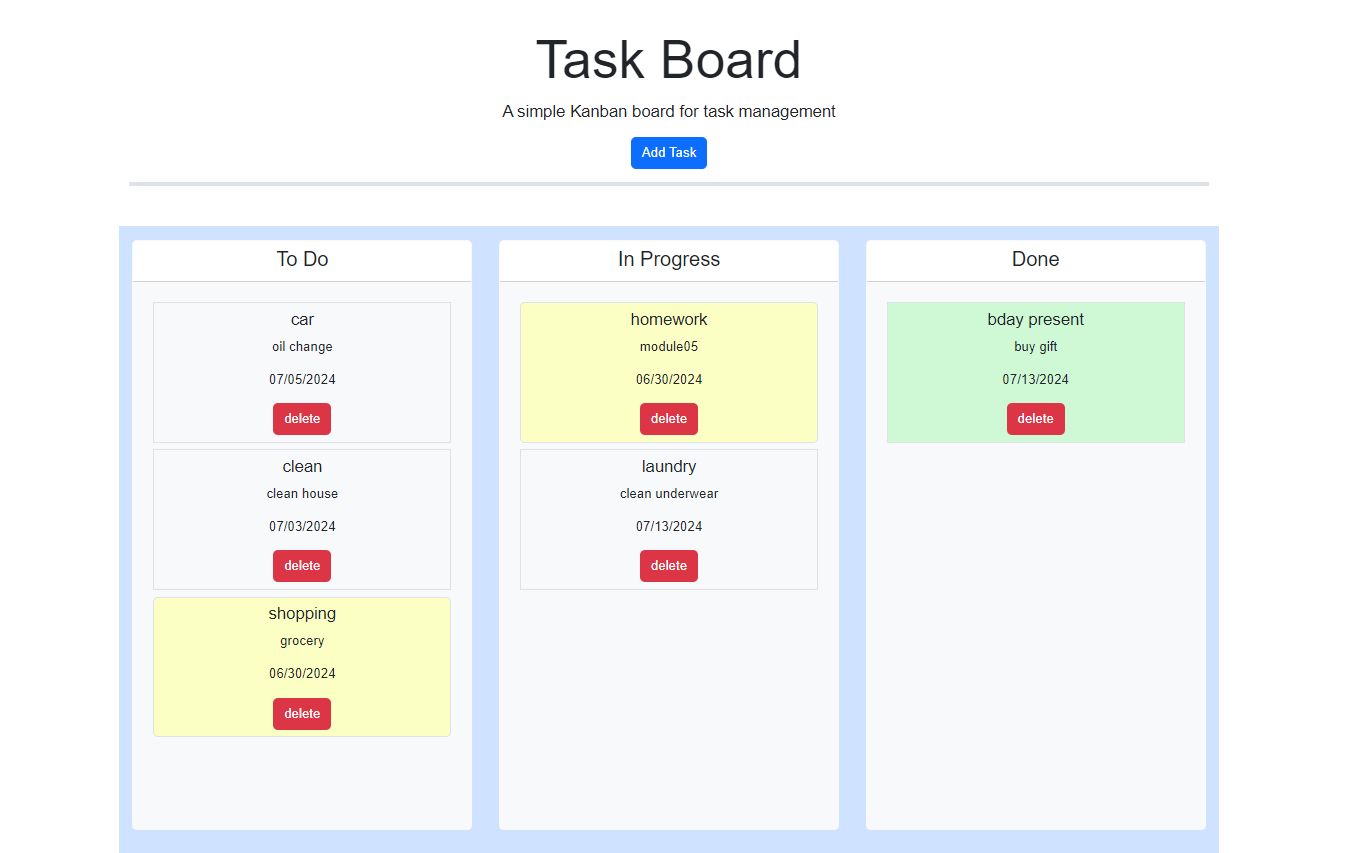 Task Board
A simple Kanban board for task management
Add Task
To Do
car
oil change
07/05/2024
delete
clean
clean house
07/03/2024
delete
shopping
grocery
06/30/2024
delete
In Progress
homework
module05
06/30/2024
delete
laundry
clean underwear
07/13/2024
delete
Done
bday present
buy gift
07/13/2024
delete